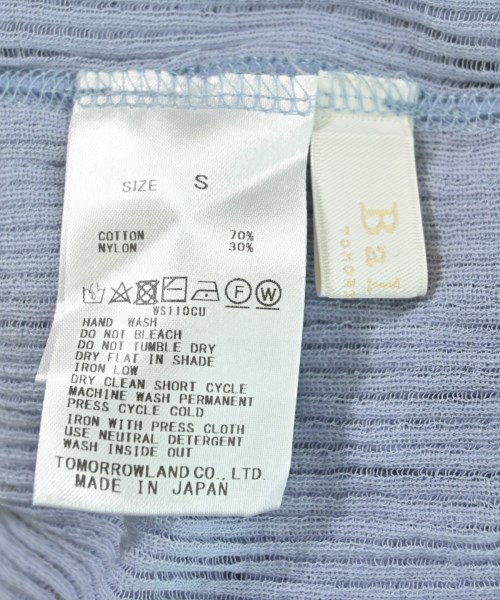 SIZE S
COTTON 70%
NYLON 30%
F W
WS110CU
HAND WASH
DO NOT BLEACH
DO NOT TUMBLE DRY
DRY FLAT IN SHADE
IRON LOW
DRY CLEAN SHORT CYCLE
MACHINE WASH PERMANENT
PRESS CYCLE COLD
IRON WITH PRESS CLOTH
USE NEUTRAL DETERGENT
WASH INSIDE OUT
TOMORROWLAND CO., LTD.
MADE IN JAPAN